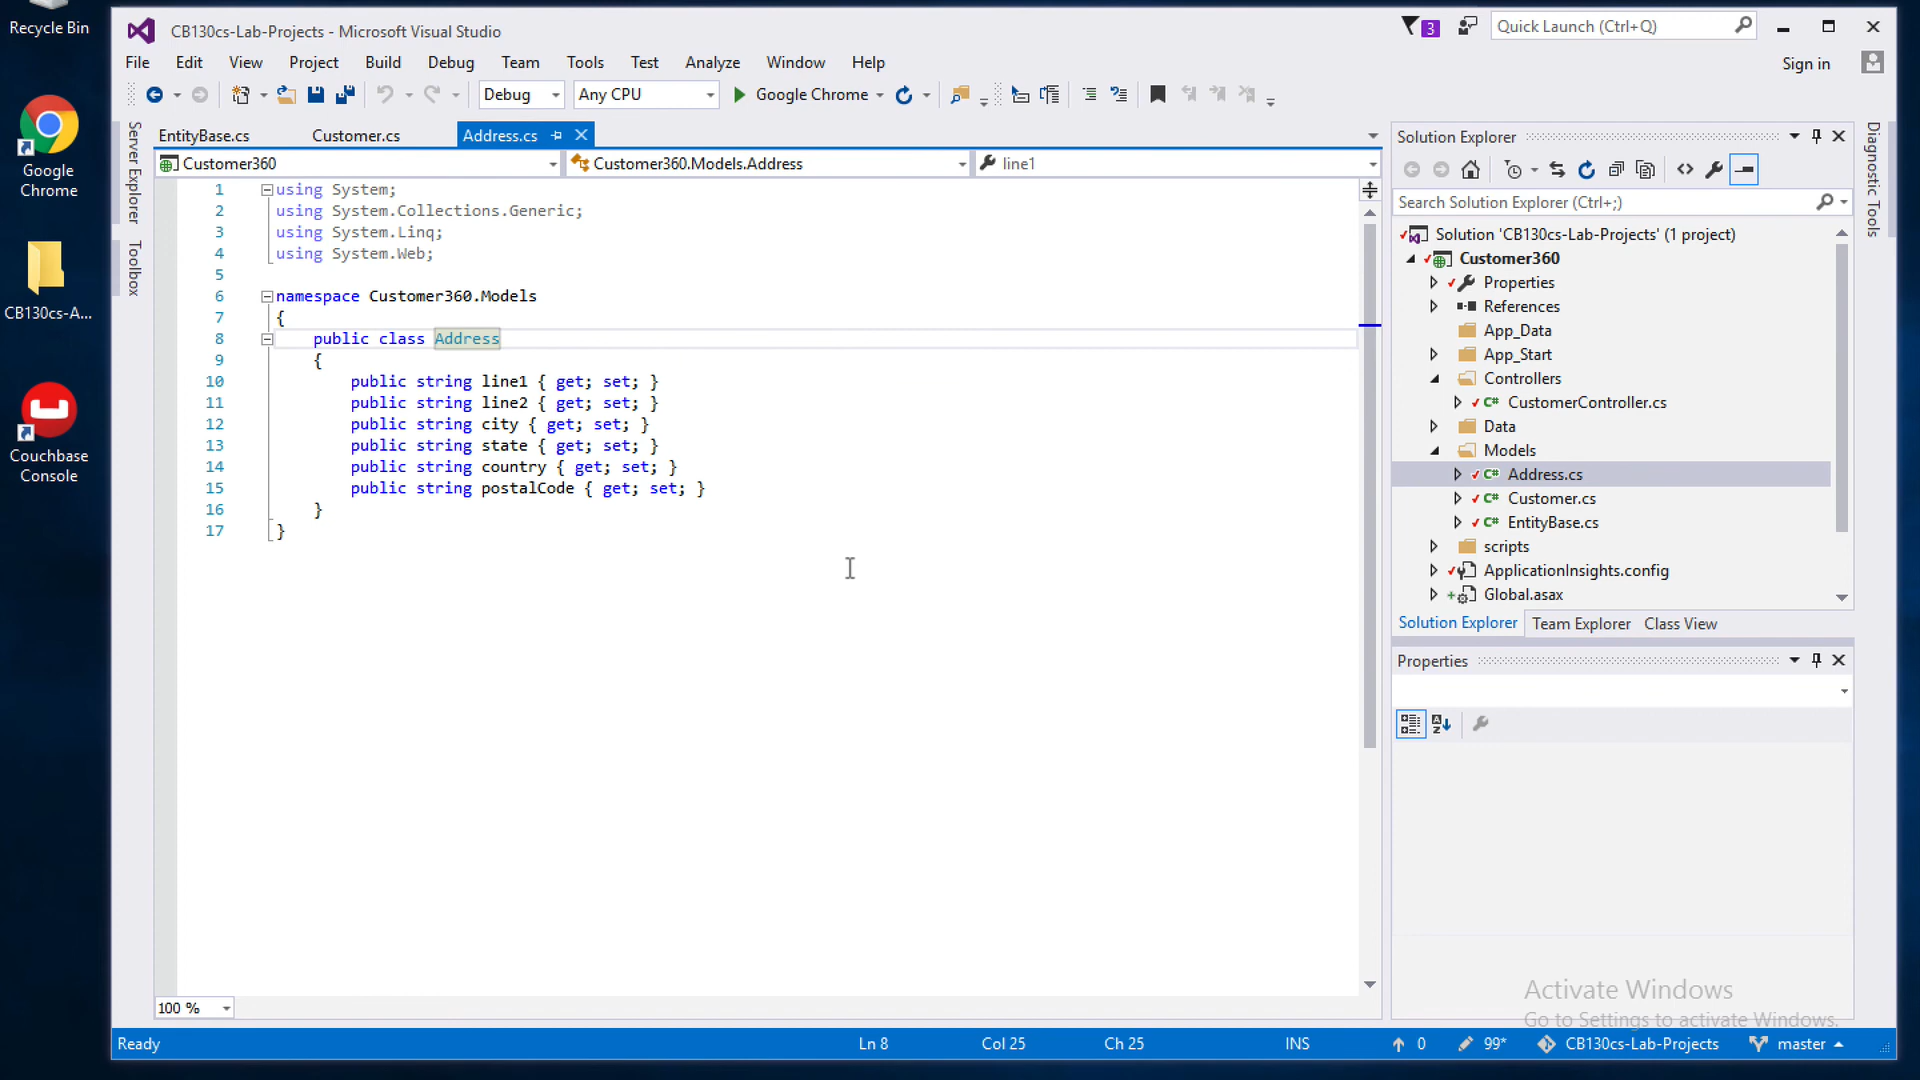 Recycle Bin
Google
Chrome
CB130cs-A...
Couchbase
Console
CB130cs-Lab-Projects - Microsoft Visual Studio
3
Quick Launch (Ctrl+Q)
File Edit View Project Build Debug Team Tools Test Analyze Window Help
Sign in
Debug Any CPU Google Chrome
Server Explorer
Toolbox
EntityBase.cs Customer.cs Address.cs
Customer360 Customer360.Models.Address line1
1 using System;
2 using System.Collections.Generic;
3 using System.Linq;
4 using System.Web;
5
6 namespace Customer360.Models
7 {
8 public class Address
9 {
10 public string line1 { get; set; }
11 public string line2 { get; set; }
12 public string city { get; set; }
13 public string state { get; set; }
14 public string country { get; set; }
15 public string postalCode { get; set; }
16 }
17 }
100 %
Solution Explorer
Search Solution Explorer (Ctrl+;)
Solution 'CB130cs-Lab-Projects' (1 project)
Customer360
Properties
References
App_Data
App_Start
Controllers
C# CustomerController.cs
Data
Models
C# Address.cs
C# Customer.cs
C# EntityBase.cs
scripts
ApplicationInsights.config
Global.asax
Solution Explorer Team Explorer Class View
Properties
Diagnostic Tools
Activate Windows
Go to Settings to activate Windows.
Ready Ln 8 Col 25 Ch 25 INS 0 99* CB130cs-Lab-Projects master